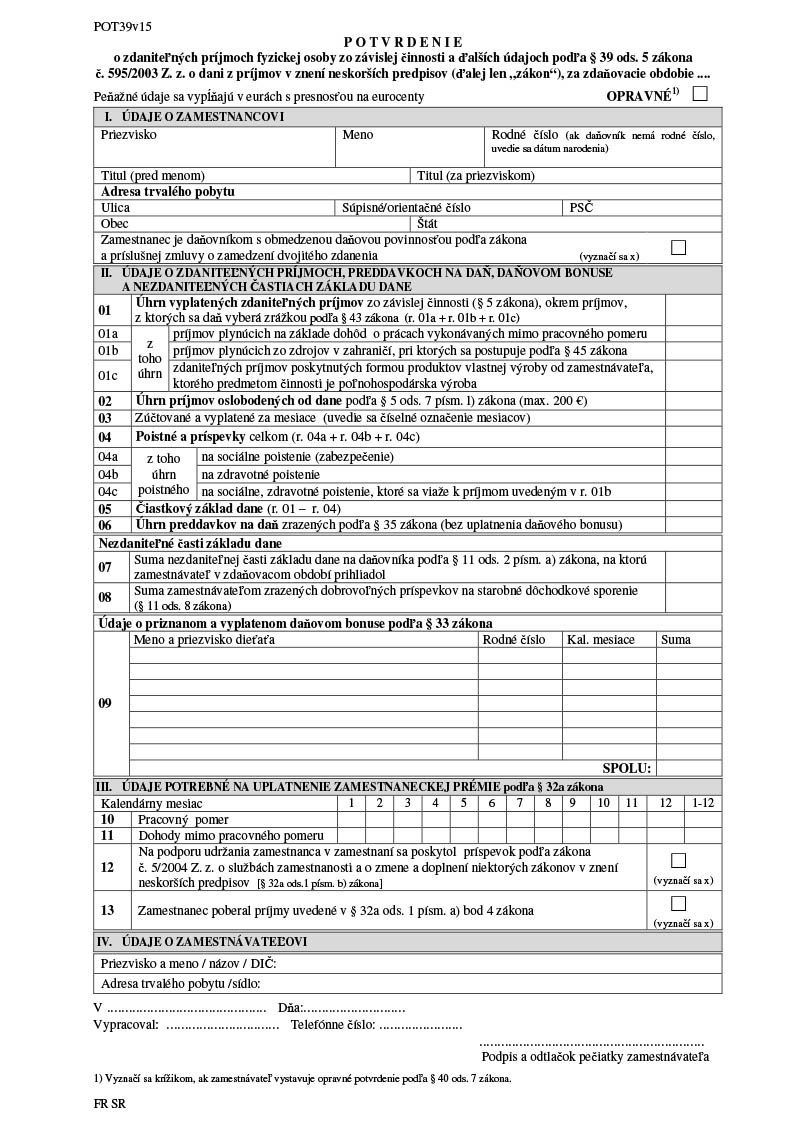 POT39v15
P O T V R D E N I E
o zdaniteľných príjmoch fyzickej osoby zo závislej činnosti a ďalších údajoch podľa § 39 ods. 5 zákona
č. 595/2003 Z. z. o dani z príjmov v znení neskorších predpisov (ďalej len „zákon“), za zdaňovacie obdobie ....
Peňažné údaje sa vypĺňajú v eurách s presnosťou na eurocenty OPRAVNÉ1)
I. ÚDAJE O ZAMESTNANCOVI
Priezvisko Meno Rodné číslo (ak daňovník nemá rodné číslo,
uvedie sa dátum narodenia)
Titul (pred menom) Titul (za priezviskom)
Adresa trvalého pobytu
Ulica Súpisné/orientačné číslo PSČ
Obec Štát
Zamestnanec je daňovníkom s obmedzenou daňovou povinnosťou podľa zákona
a príslušnej zmluvy o zamedzení dvojitého zdanenia (vyznačí sa x)
II. ÚDAJE O ZDANITEĽNÝCH PRÍJMOCH, PREDDAVKOCH NA DAŇ, DAŇOVOM BONUSE
A NEZDANITEĽNÝCH ČASTIACH ZÁKLADU DANE
01 Úhrn vyplatených zdaniteľných príjmov zo závislej činnosti (§ 5 zákona), okrem príjmov,
z ktorých sa daň vyberá zrážkou podľa § 43 zákona (r. 01a + r. 01b + r. 01c)
01a z toho úhrn príjmov plynúcich na základe dohôd o prácach vykonávaných mimo pracovného pomeru
01b príjmov plynúcich zo zdrojov v zahraničí, pri ktorých sa postupuje podľa § 45 zákona
01c zdaniteľných príjmov poskytnutých formou produktov vlastnej výroby od zamestnávateľa,
ktorého predmetom činnosti je poľnohospodárska výroba
02 Úhrn príjmov oslobodených od dane podľa § 5 ods. 7 písm. l) zákona (max. 200 €)
03 Zúčtované a vyplatené za mesiace (uvedie sa číselné označenie mesiacov)
04 Poistné a príspevky celkom (r. 04a + r. 04b + r. 04c)
04a z toho úhrn poistného na sociálne poistenie (zabezpečenie)
04b na zdravotné poistenie
04c na sociálne, zdravotné poistenie, ktoré sa viaže k príjmom uvedeným v r. 01b
05 Čiastkový základ dane (r. 01 – r. 04)
06 Úhrn preddavkov na daň zrazených podľa § 35 zákona (bez uplatnenia daňového bonusu)
Nezdaniteľné časti základu dane
07 Suma nezdaniteľnej časti základu dane na daňovníka podľa § 11 ods. 2 písm. a) zákona, na ktorú
zamestnávateľ v zdaňovacom období prihliadol
08 Suma zamestnávateľom zrazených dobrovoľných príspevkov na starobné dôchodkové sporenie
(§ 11 ods. 8 zákona)
Údaje o priznanom a vyplatenom daňovom bonuse podľa § 33 zákona
Meno a priezvisko dieťaťa Rodné číslo Kal. mesiace Suma
09
SPOLU:
III. ÚDAJE POTREBNÉ NA UPLATNENIE ZAMESTNANECKEJ PRÉMIE podľa § 32a zákona
Kalendárny mesiac 1 2 3 4 5 6 7 8 9 10 11 12 1-12
10 Pracovný pomer
11 Dohody mimo pracovného pomeru
12 Na podporu udržania zamestnanca v zamestnaní sa poskytol príspevok podľa zákona
č. 5/2004 Z. z. o službách zamestnanosti a o zmene a doplnení niektorých zákonov v znení
neskorších predpisov [§ 32a ods.1 písm. b) zákona] (vyznačí sa x)
13 Zamestnanec poberal príjmy uvedené v § 32a ods. 1 písm. a) bod 4 zákona
(vyznačí sa x)
IV. ÚDAJE O ZAMESTNÁVATEĽOVI
Priezvisko a meno / názov / DIČ:
Adresa trvalého pobytu /sídlo:
V ............................................ Dňa:............................
Vypracoval: ............................... Telefónne číslo: .......................
..............................................................
Podpis a odtlačok pečiatky zamestnávateľa
1) Vyznačí sa krížikom, ak zamestnávateľ vystavuje opravné potvrdenie podľa § 40 ods. 7 zákona.
FR SR